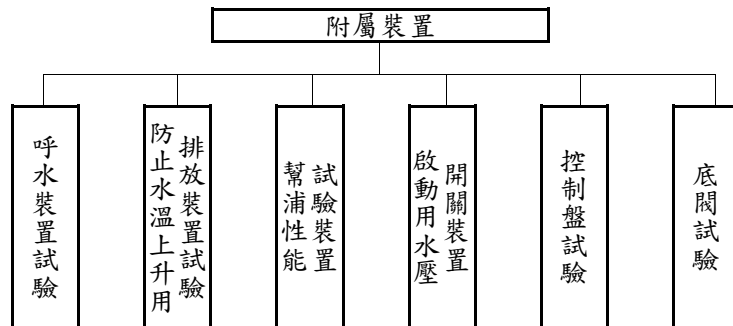 附屬裝置
呼水裝置試驗
防止水溫上升用
排放裝置試驗
幫浦性能
試驗裝置
啟動用水壓
開關裝置
控制盤試驗
底閥試驗